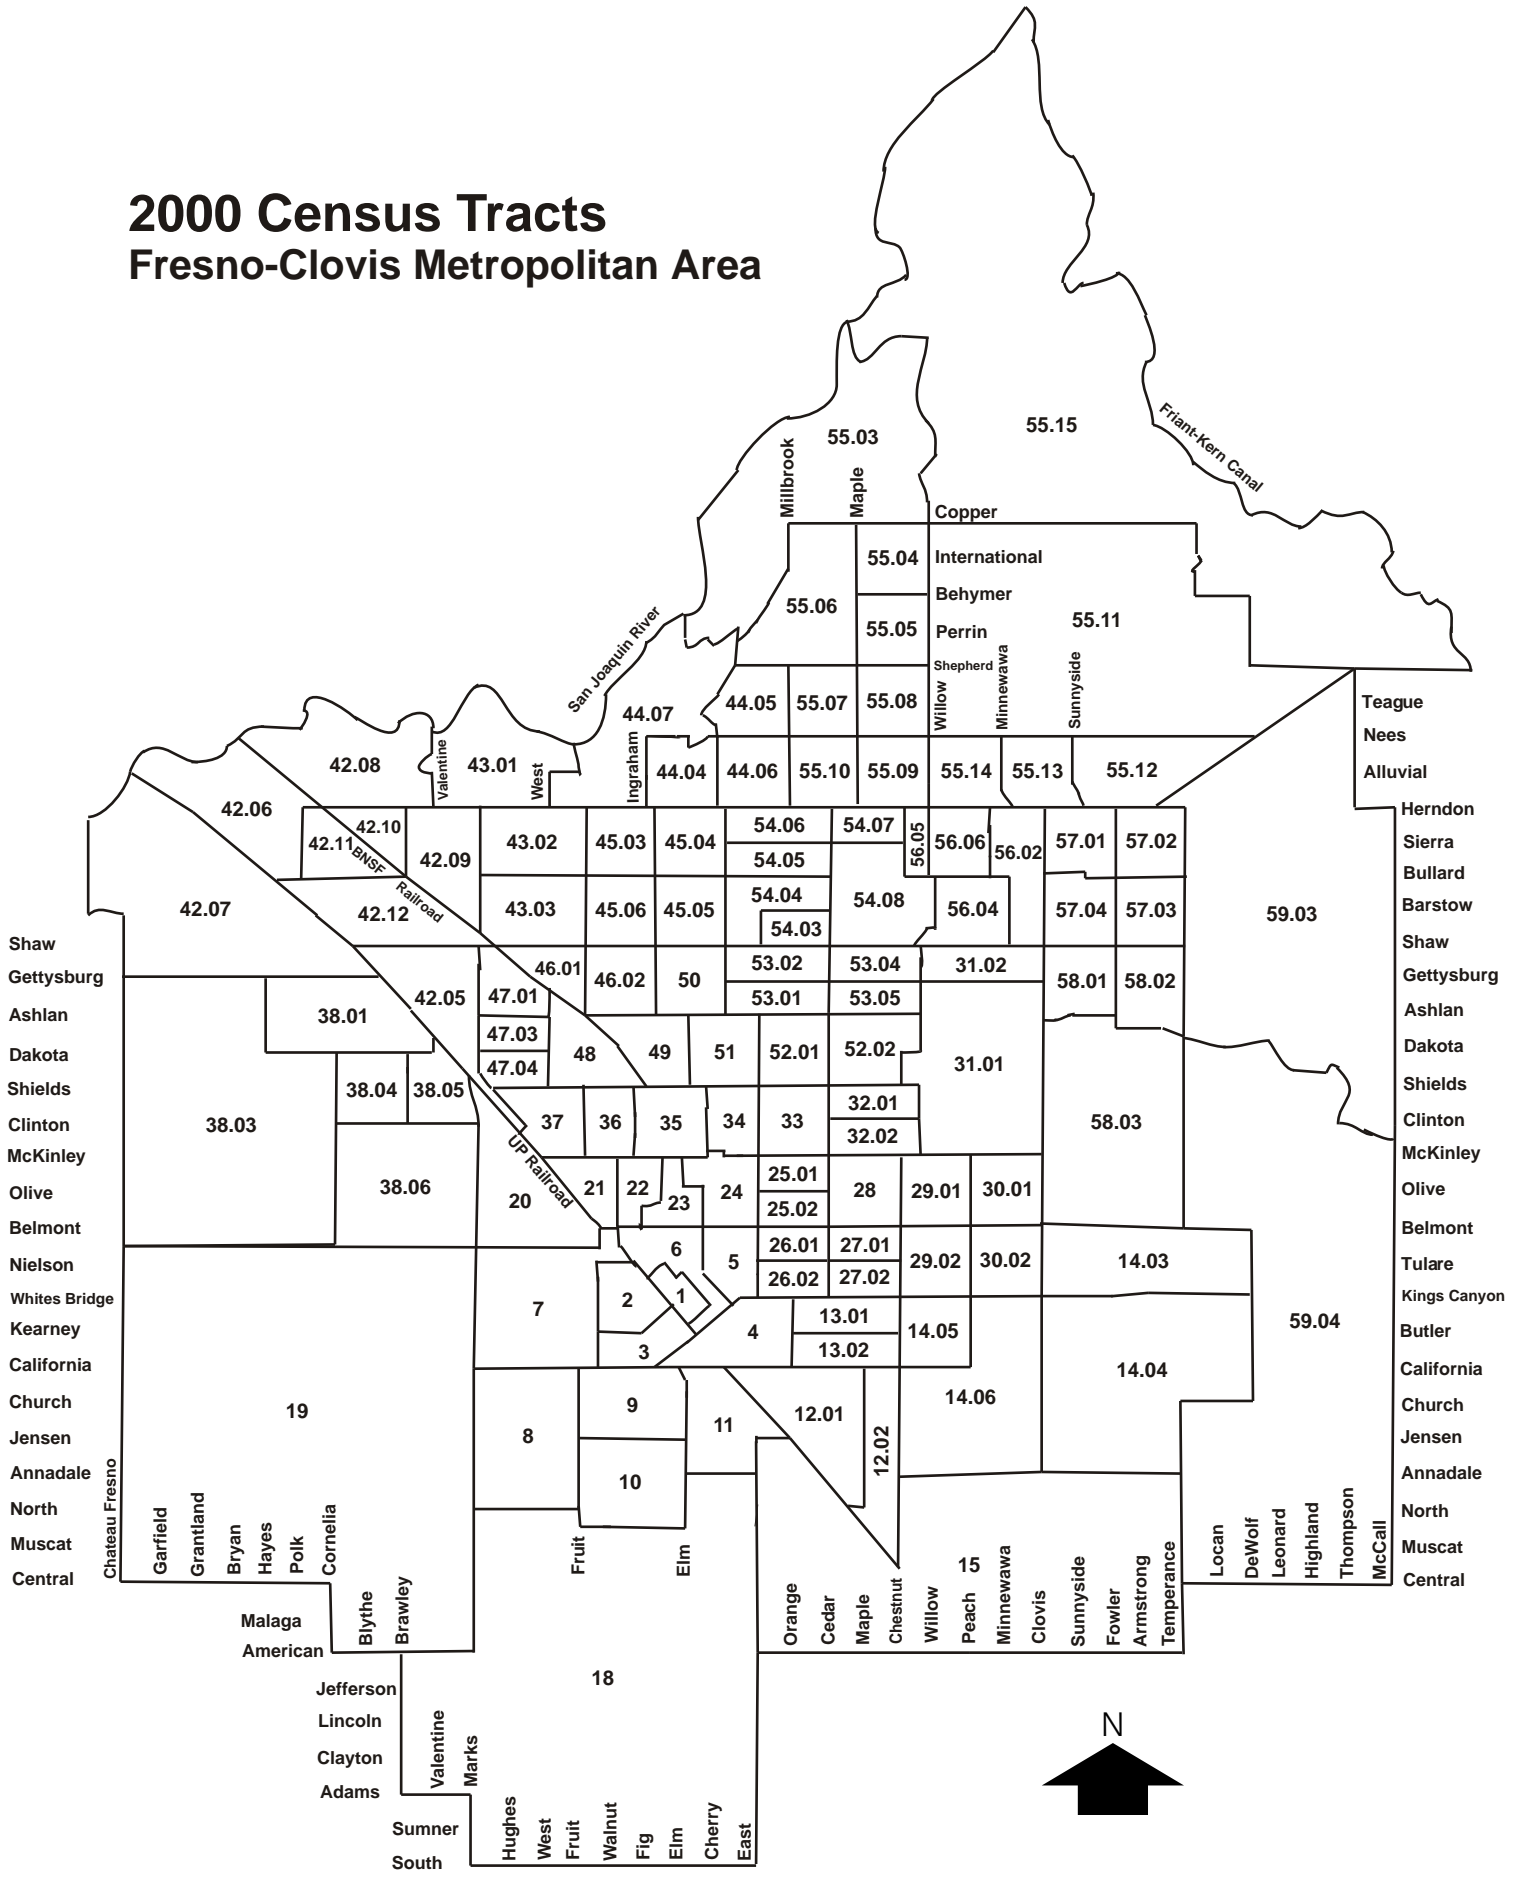 2000 Census Tracts
Fresno-Clovis Metropolitan Area
Friant-Kern Canal
55.03
55.15
Millbrook
Maple
Copper
55.04
International
Behymer
55.06
55.05
Perrin
55.11
San Joaquin River
Shepherd
Willow
Minnewawa
Sunnyside
44.07
44.05
55.07
55.08
Teague
Nees
42.08
Valentine
43.01
West
Ingraham
44.04
44.06
55.10
55.09
55.14
55.13
55.12
Alluvial
42.06
Herndon
42.11
42.10
42.09
43.02
45.03
45.04
54.06
54.07
56.05
56.06
56.02
57.01
57.02
Sierra
BNSF
Railroad
54.05
Bullard
42.07
42.12
43.03
45.06
45.05
54.04
54.03
54.08
56.04
57.04
57.03
59.03
Barstow
Shaw
Shaw
Gettysburg
42.05
46.01
46.02
50
53.02
53.04
31.02
58.01
58.02
Gettysburg
47.01
53.01
53.05
Ashlan
38.01
Ashlan
47.03
Dakota
47.04
48
49
51
52.01
52.02
31.01
Dakota
Shields
38.04
38.05
Shields
32.01
Clinton
38.03
37
36
35
34
33
32.02
58.03
Clinton
McKinley
UP Railroad
McKinley
Olive
38.06
20
21
22
23
24
25.01
25.02
28
29.01
30.01
Olive
Belmont
Belmont
6
5
26.01
27.01
29.02
30.02
14.03
Nielson
Tulare
26.02
27.02
Whites Bridge
7
2
1
Kings Canyon
Kearney
4
13.01
14.05
59.04
Butler
3
13.02
California
14.04
California
Church
19
8
9
11
12.01
12.02
14.06
Church
Jensen
Jensen
Annadale
10
Annadale
North
North
Muscat
Muscat
Central
Central
Chateau Fresno
Garfield
Grantland
Bryan
Hayes
Polk
Cornelia
Fruit
Elm
15
Locan
DeWolf
Leonard
Highland
Thompson
McCall
Malaga
American
Blythe
Brawley
Orange
Cedar
Maple
Chestnut
Willow
Peach
Minnewawa
Clovis
Sunnyside
Fowler
Armstrong
Temperance
18
Jefferson
Lincoln
Clayton
Adams
Valentine
Marks
N
Sumner
South
Hughes
West
Fruit
Walnut
Fig
Elm
Cherry
East